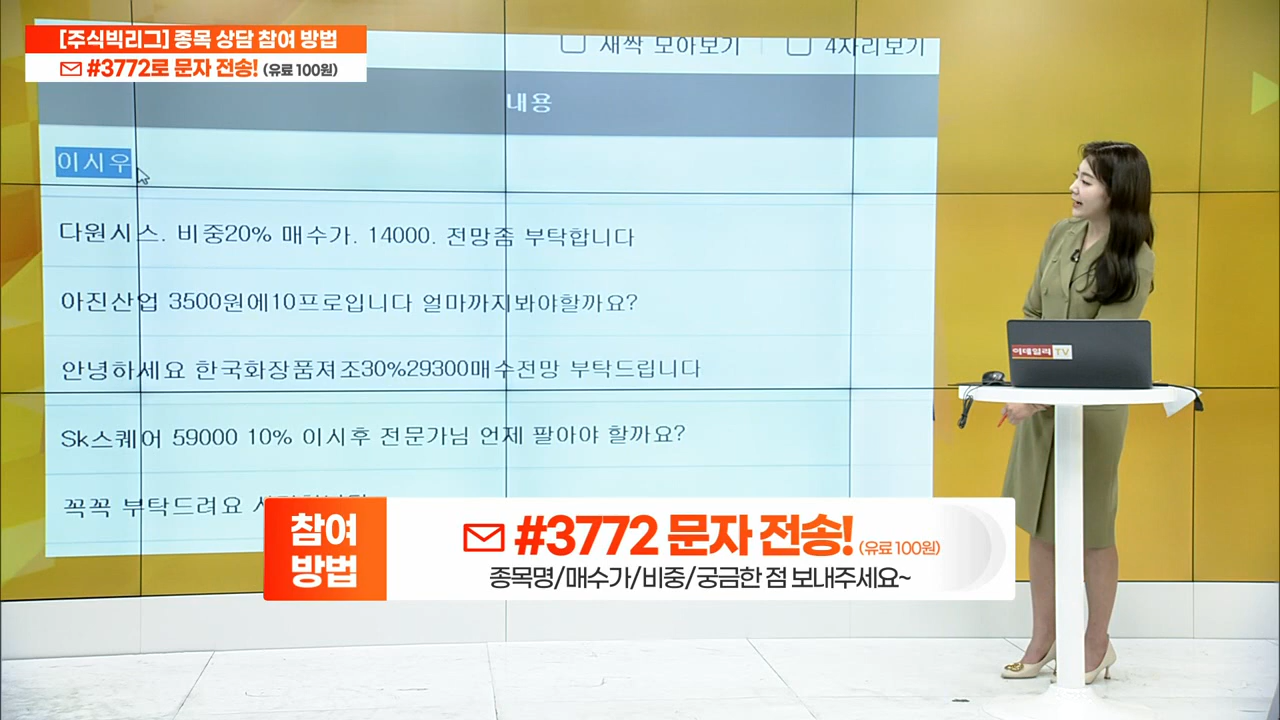 [주식빅리그] 종목 상담 참여 방법
#3772로 문자 전송! (유료 100원)
새싹 모아보기 4자리보기
내용
이시우
다원시스. 비중20% 매수가. 14000. 전망좀 부탁합니다
아진산업 3500원에10프로입니다 얼마까지봐야할까요?
안녕하세요 한국화장품져조30%29300매수전망 부탁드립니다
Sk스퀘어 59000 10% 이시후 전문가님 언제 팔아야 할까요?
꼭꼭 부탁드려요
이데일리TV
참여
방법
#3772 문자 전송! (유료 100원)
종목명/매수가/비중/궁금한 점 보내주세요~